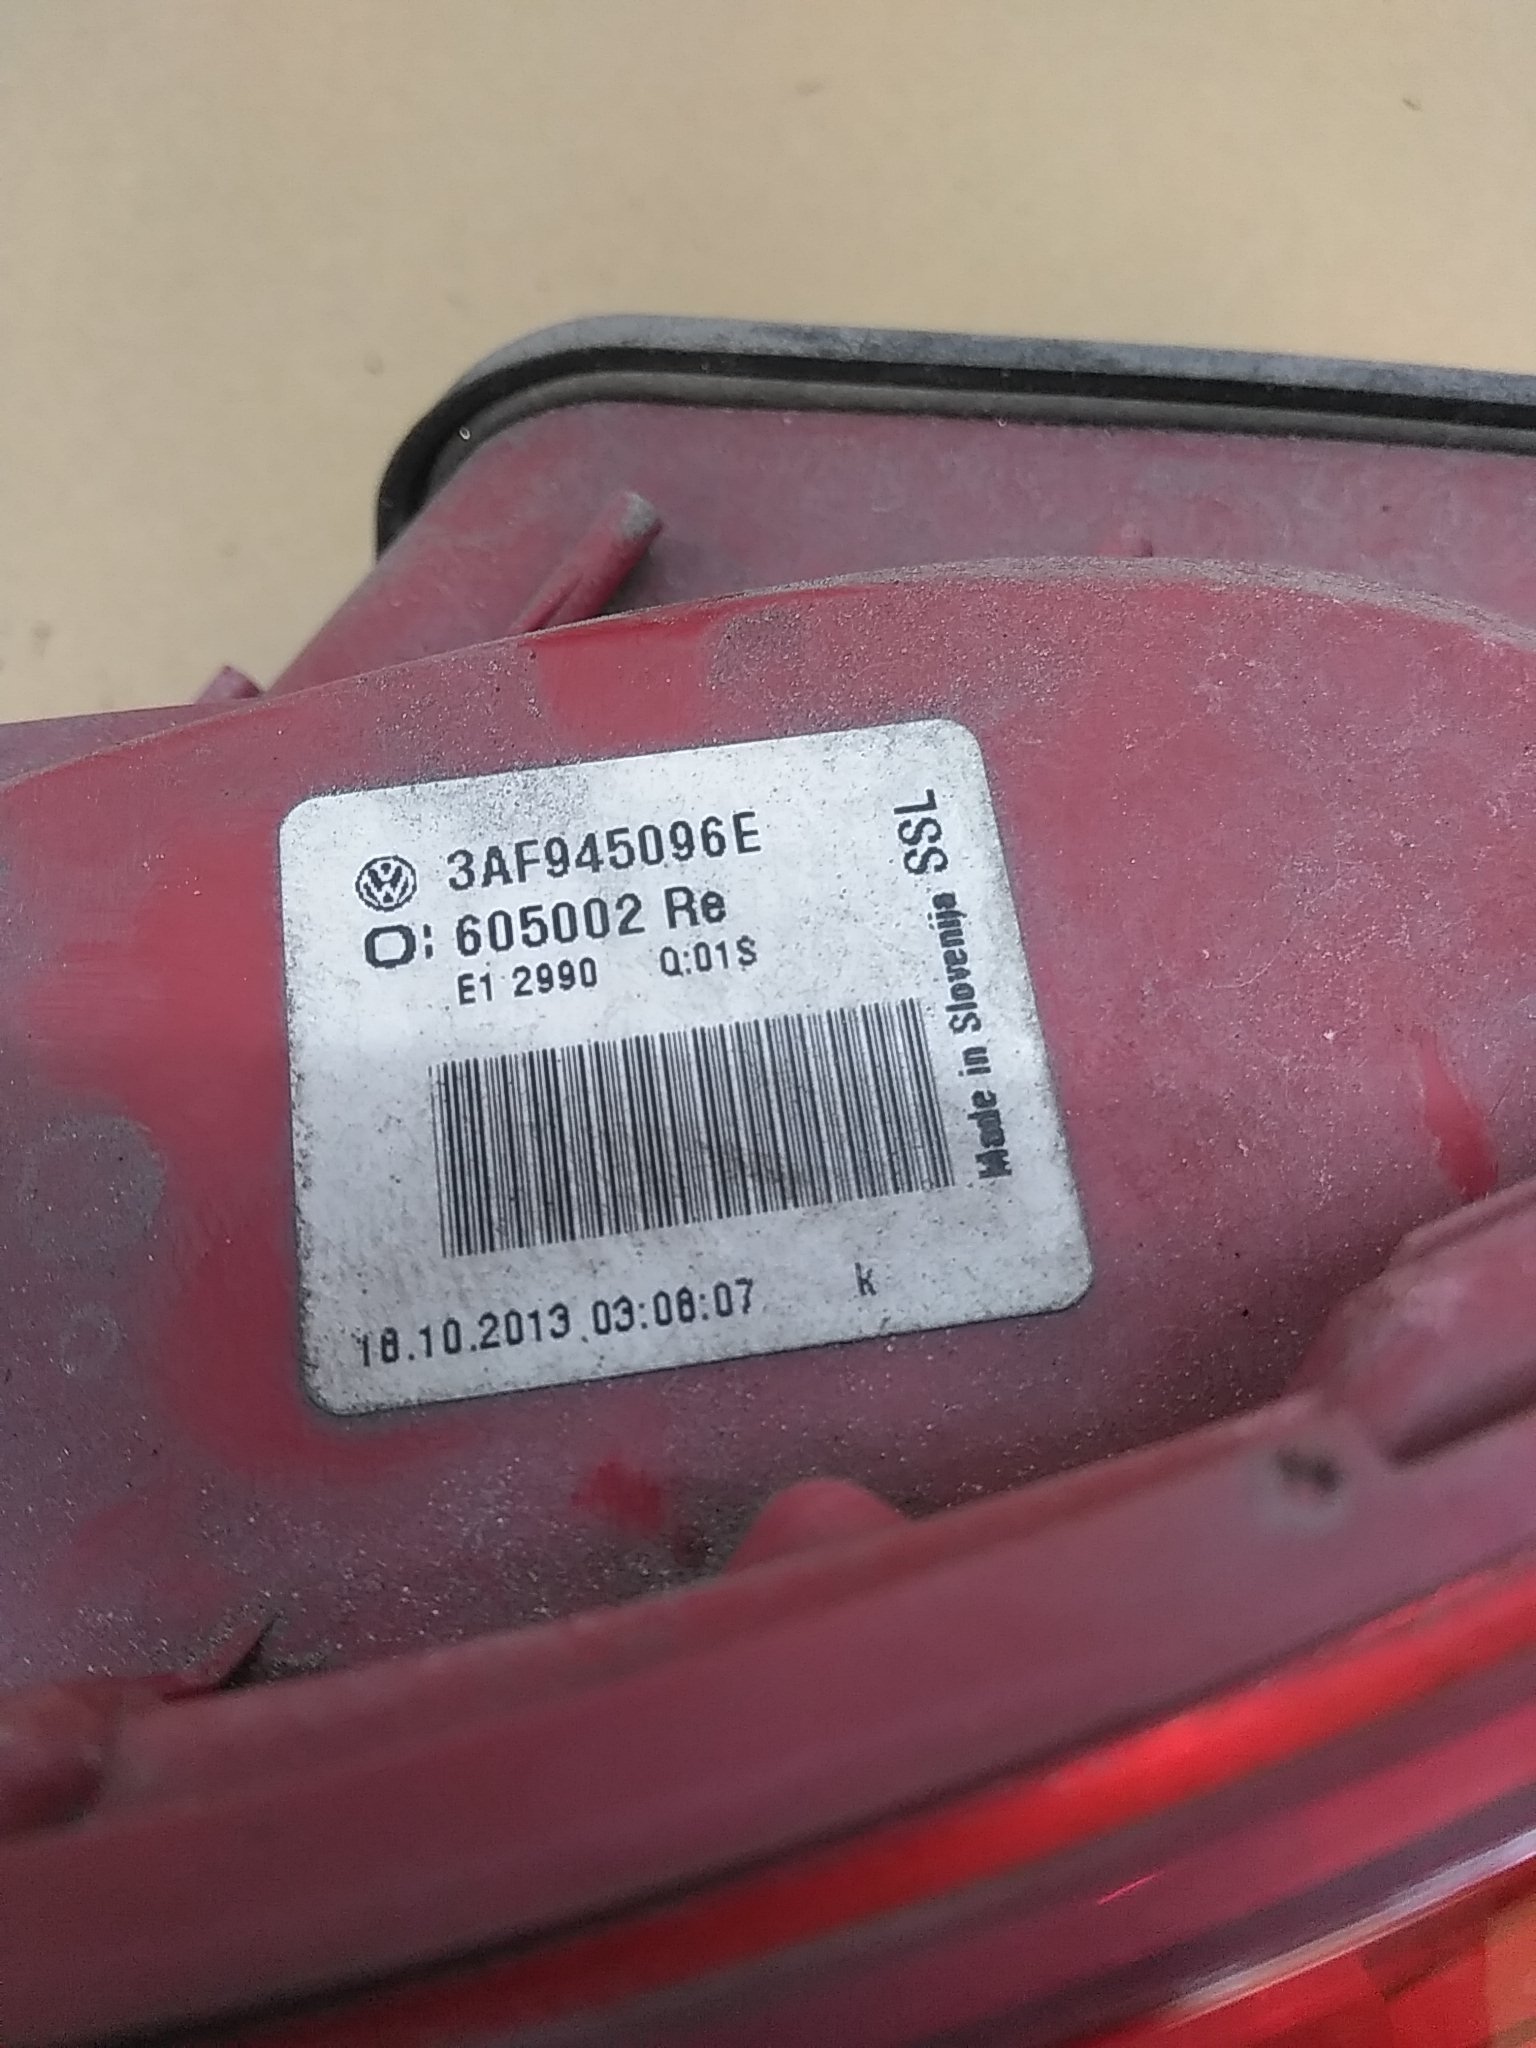 3AF945096E
O: 605002 Re
E1 2990 Q:01S
SSL
Made in Slovenija
18.10.2013 03:08:07 k